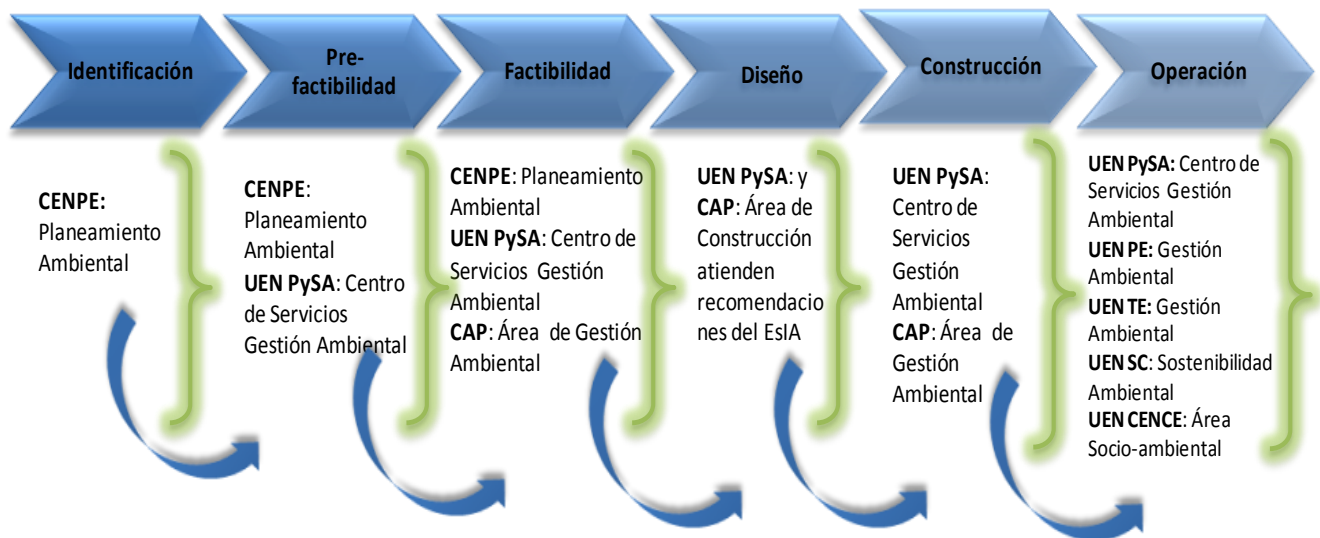 Identificación
Pre-
factibilidad
Factibilidad
Diseño
Construcción
Operación
CENPE:
Planeamiento
Ambiental
CENPE:
Planeamiento
Ambiental
UEN PySA: Centro
de Servicios
Gestión Ambiental
CENPE: Planeamiento
Ambiental
UEN PySA: Centro de
Servicios Gestión
Ambiental
CAP: Área de Gestión
Ambiental
UEN PySA: y
CAP: Área de
Construcción
atienden
recomendacio
nes del EsIA
UEN PySA:
Centro de
Servicios
Gestión
Ambiental
CAP: Área de
Gestión
Ambiental
UEN PySA: Centro de
Servicios Gestión
Ambiental
UEN PE: Gestión
Ambiental
UEN TE: Gestión
Ambiental
UEN SC: Sostenibilidad
Ambiental
UEN CENCE: Área
Socio-ambiental